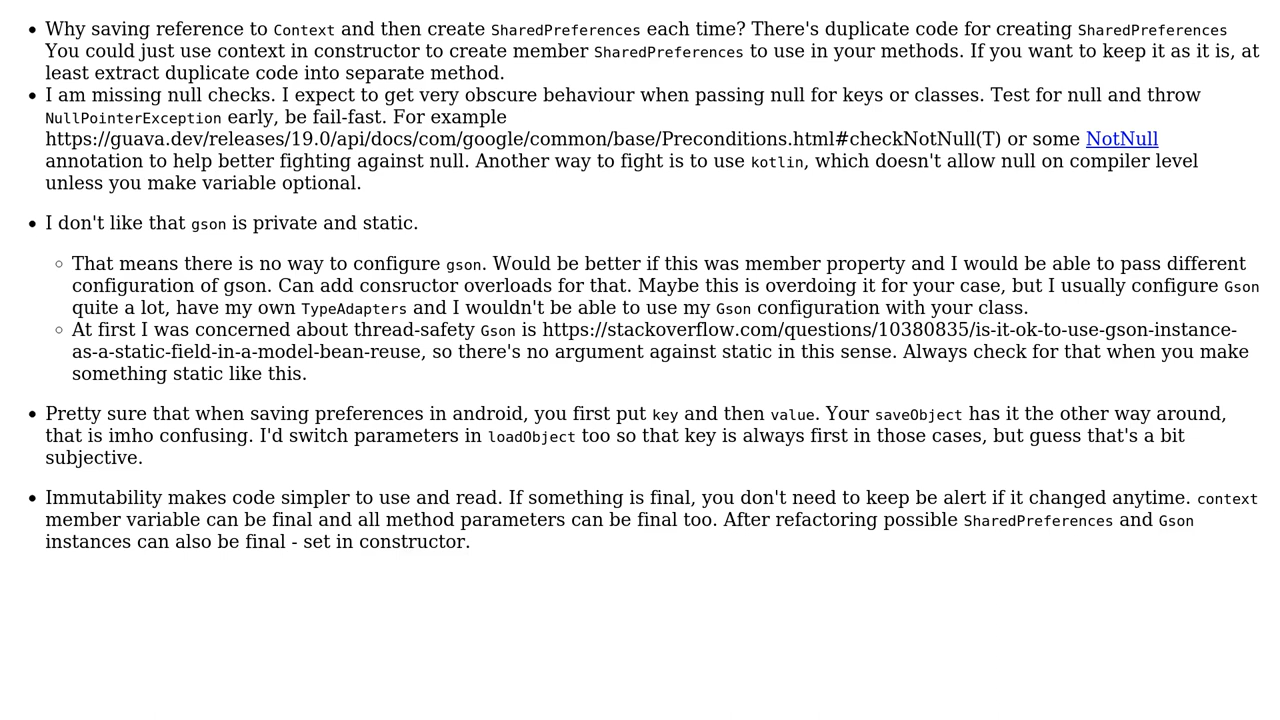 Why saving reference to Context and then create SharedPreferences each time? There's duplicate code for creating SharedPreferences
You could just use context in constructor to create member SharedPreferences to use in your methods. If you want to keep it as it is, at
least extract duplicate code into separate method.
I am missing null checks. I expect to get very obscure behaviour when passing null for keys or classes. Test for null and throw
NullPointerException early, be fail-fast. For example
https://guava.dev/releases/19.0/api/docs/com/google/common/base/Preconditions.html#checkNotNull(T) or some NotNull
annotation to help better fighting against null. Another way to fight is to use kotlin, which doesn't allow null on compiler level
unless you make variable optional.
I don't like that gson is private and static.
That means there is no way to configure gson. Would be better if this was member property and I would be able to pass different
configuration of gson. Can add consructor overloads for that. Maybe this is overdoing it for your case, but I usually configure Gson
quite a lot, have my own TypeAdapters and I wouldn't be able to use my Gson configuration with your class.
At first I was concerned about thread-safety Gson is https://stackoverflow.com/questions/10380835/is-it-ok-to-use-gson-instance-
as-a-static-field-in-a-model-bean-reuse, so there's no argument against static in this sense. Always check for that when you make
something static like this.
Pretty sure that when saving preferences in android, you first put key and then value. Your saveObject has it the other way around,
that is imho confusing. I'd switch parameters in loadObject too so that key is always first in those cases, but guess that's a bit
subjective.
Immutability makes code simpler to use and read. If something is final, you don't need to keep be alert if it changed anytime. context
member variable can be final and all method parameters can be final too. After refactoring possible SharedPreferences and Gson
instances can also be final - set in constructor.